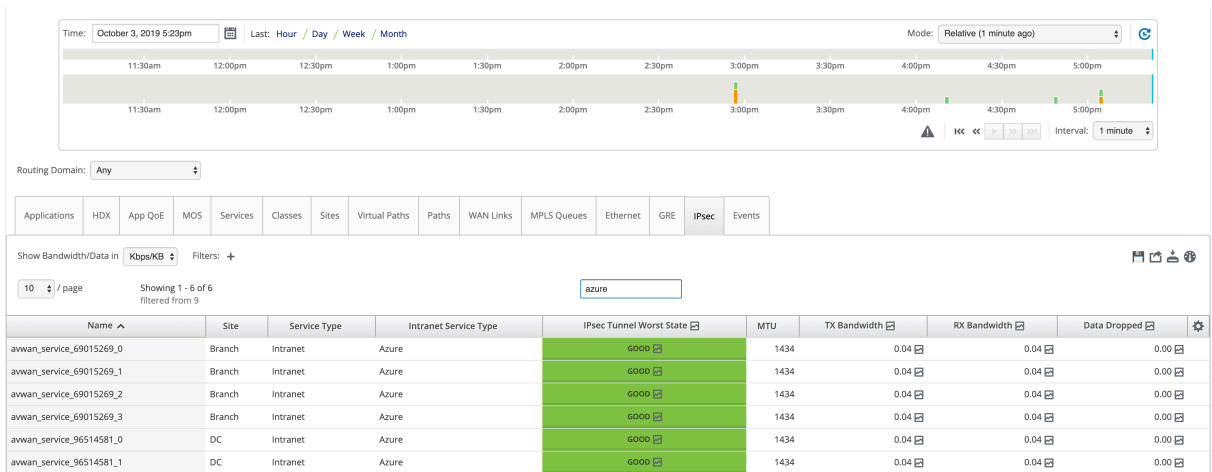 Time: October 3, 2019 5:23pm Last: Hour / Day / Week / Month Mode: Relative (1 minute ago)
11:30am 12:00pm 12:30pm 1:00pm 1:30pm 2:00pm 2:30pm 3:00pm 3:30pm 4:00pm 4:30pm 5:00pm
11:30am 12:00pm 12:30pm 1:00pm 1:30pm 2:00pm 2:30pm 3:00pm 3:30pm 4:00pm 4:30pm 5:00pm
Interval: 1 minute
Routing Domain: Any
Applications HDX App QoE MOS Services Classes Sites Virtual Paths Paths WAN Links MPLS Queues Ethernet GRE IPsec Events
Show Bandwidth/Data in Kbps/KB Filters: +
10 / page Showing 1 - 6 of 6 azure
filtered from 9
Name Site Service Type Intranet Service Type IPsec Tunnel Worst State MTU TX Bandwidth RX Bandwidth Data Dropped
avwan_service_69015269_0 Branch Intranet Azure GOOD 1434 0.04 0.04 0.00
avwan_service_69015269_1 Branch Intranet Azure GOOD 1434 0.04 0.04 0.00
avwan_service_69015269_2 Branch Intranet Azure GOOD 1434 0.04 0.04 0.00
avwan_service_69015269_3 Branch Intranet Azure GOOD 1434 0.04 0.04 0.00
avwan_service_96514581_0 DC Intranet Azure GOOD 1434 0.04 0.04 0.00
avwan_service_96514581_1 DC Intranet Azure GOOD 1434 0.04 0.04 0.00